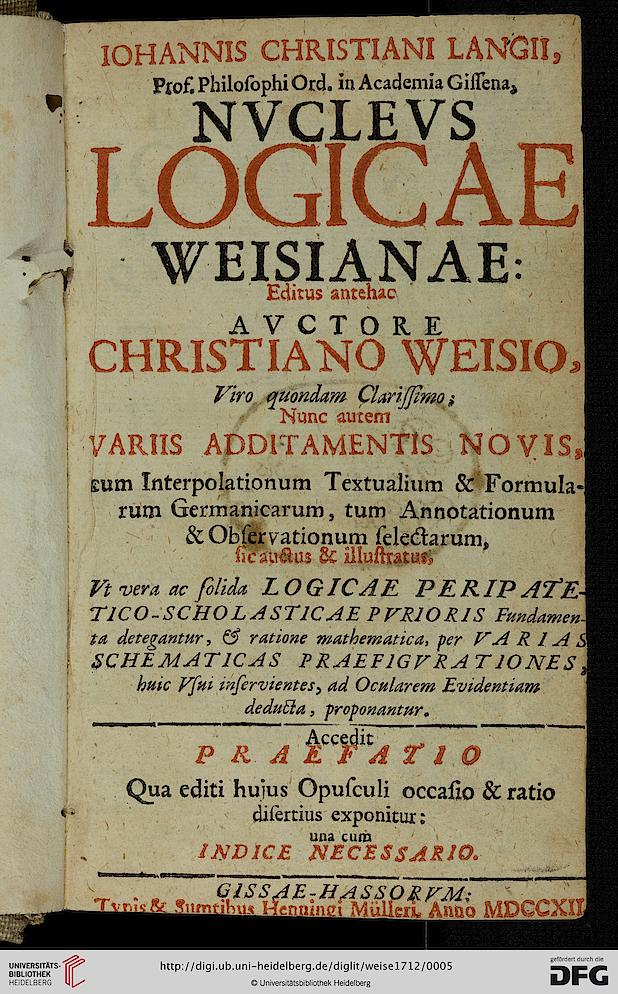 IOHANNIS CHRISTIANI LANGII,
Prof. Philoſophi Ord. in Academia Giſſena,
NVCLEVS
LOGICAE
WEISIANAE:
Editus antehac
AVCTORE
CHRISTIANO WEISIO,
Viro quondam Clariſſimo;
Nunc autem
VARIIS ADDITAMENTIS NOVIS,
cum Interpolationum Textualium & Formula-
rum Germanicarum, tum Annotationum
& Obſervationum ſelectarum,
ſic auctus & illuſtratus,
Vt vera ac ſolida LOGICAE PERIPATE-
TICO-SCHOLASTICAE PVRIORIS Fundamen-
ta detegantur, & ratione mathematica, per VARIAS
SCHEMATICAS PRAEFIGVRATIONES,
huic Vſui inſervientes, ad Ocularem Evidentiam
deducta, proponantur.
Accedit
PRAEFATIO
Qua editi hujus Opuſculi occaſio & ratio
diſertius exponitur:
una cum
INDICE NECESSARIO.
GISSAE-HASSORVM:
Typis & Sumtibus Henningi Mülleri, Anno MDCCXII
UNIVERSITÄTS-
BIBLIOTHEK
HEIDELBERG
http://digi.ub.uni-heidelberg.de/diglit/weise1712/0005
© Universitätsbibliothek Heidelberg
gefördert durch die
DFG